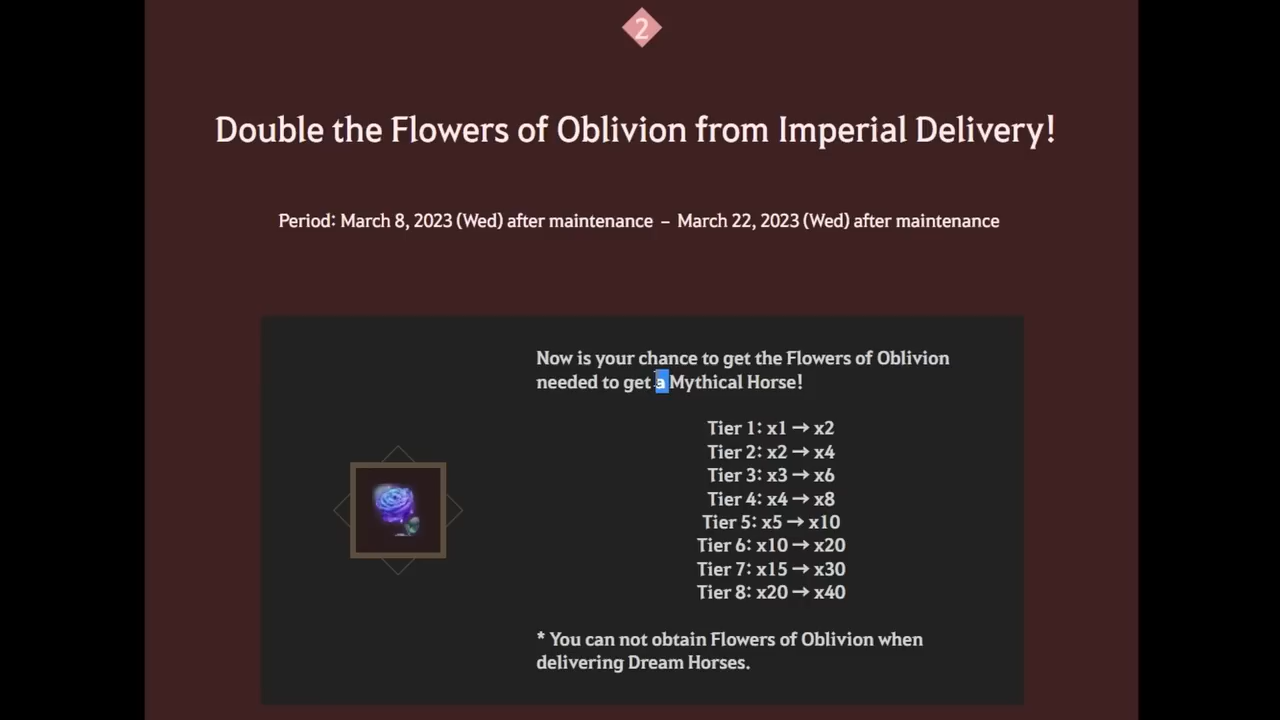 2
Double the Flowers of Oblivion from Imperial Delivery!
Period: March 8, 2023 (Wed) after maintenance – March 22, 2023 (Wed) after maintenance
Now is your chance to get the Flowers of Oblivion
needed to get a Mythical Horse!
Tier 1: x1 → x2
Tier 2: x2 → x4
Tier 3: x3 → x6
Tier 4: x4 → x8
Tier 5: x5 → x10
Tier 6: x10 → x20
Tier 7: x15 → x30
Tier 8: x20 → x40
* You can not obtain Flowers of Oblivion when
delivering Dream Horses.